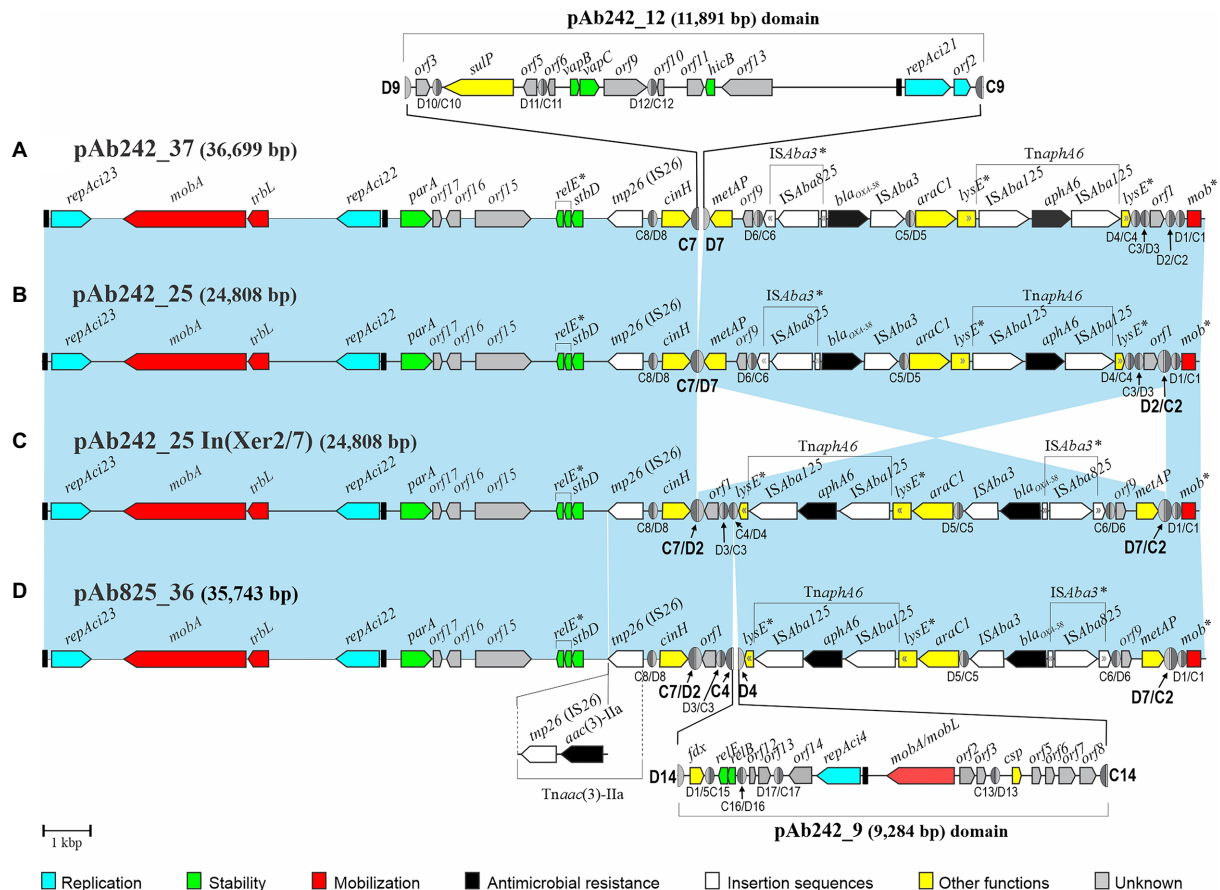 pAb242_12 (11,891 bp) domain
orf3 sulP orf5 orf6 vapB vapC orf9 orf10 orf11 hicB orf13 repAci21 orf2
D9 C9
D10/C10 D11/C11 D12/C12
A pAb242_37 (36,699 bp)
ISAba3* TnaphA6
repAci23 mobA trbL repAci22 parA orf17 orf16 orf15 relE* stbD tnp26 (IS26) cinH metAP orf9 ISAba825 blaOXA-58 ISAba3 araC1 lysE* ISAba125 aphA6 ISAba125 lysE* orf1 mob*
C8/D8 C7 D7 D6/C6 C5/D5 D4/C4 C3/D3 D2/C2 D1/C1
B pAb242_25 (24,808 bp)
ISAba3* TnaphA6
repAci23 mobA trbL repAci22 parA orf17 orf16 orf15 relE* stbD tnp26 (IS26) cinH metAP orf9 ISAba825 blaOXA-58 ISAba3 araC1 lysE* ISAba125 aphA6 ISAba125 lysE* orf1 mob*
C8/D8 C7/D7 D6/C6 C5/D5 D4/C4 C3/D3 D2/C2 D1/C1
C pAb242_25 In(Xer2/7) (24,808 bp)
TnaphA6 ISAba3*
repAci23 mobA trbL repAci22 parA orf17 orf16 orf15 relE* stbD tnp26 (IS26) cinH orf1 lysE* ISAba125 aphA6 ISAba125 lysE* araC1 ISAba3 blaOXA-58 ISAba825 orf9 metAP mob*
C8/D8 C7/D2 D3/C3 C4/D4 D5/C5 C6/D6 D7/C2 D1/C1
D pAb825_36 (35,743 bp)
TnaphA6 ISAba3*
repAci23 mobA trbL repAci22 parA orf17 orf16 orf15 relE* stbD tnp26 (IS26) cinH orf1 lysE* ISAba125 aphA6 ISAba125 lysE* araC1 ISAba3 blaOXA-58 ISAba825 orf9 metAP mob*
C8/D8 C7/D2 D3/C3 C4 D4 D5/C5 C6/D6 D7/C2 D1/C1
tnp26 (IS26) aac(3)-IIa
Tnaac(3)-IIa
fdx relE relB orf12 orf13 orf14 repAci4 mobA/mobL orf2 orf3 csp orf5 orf6 orf7 orf8
D14 C14
D1/5C15 C16/D16 D17/C17 C13/D13
pAb242_9 (9,284 bp) domain
1 kbp
Replication Stability Mobilization Antimicrobial resistance Insertion sequences Other functions Unknown